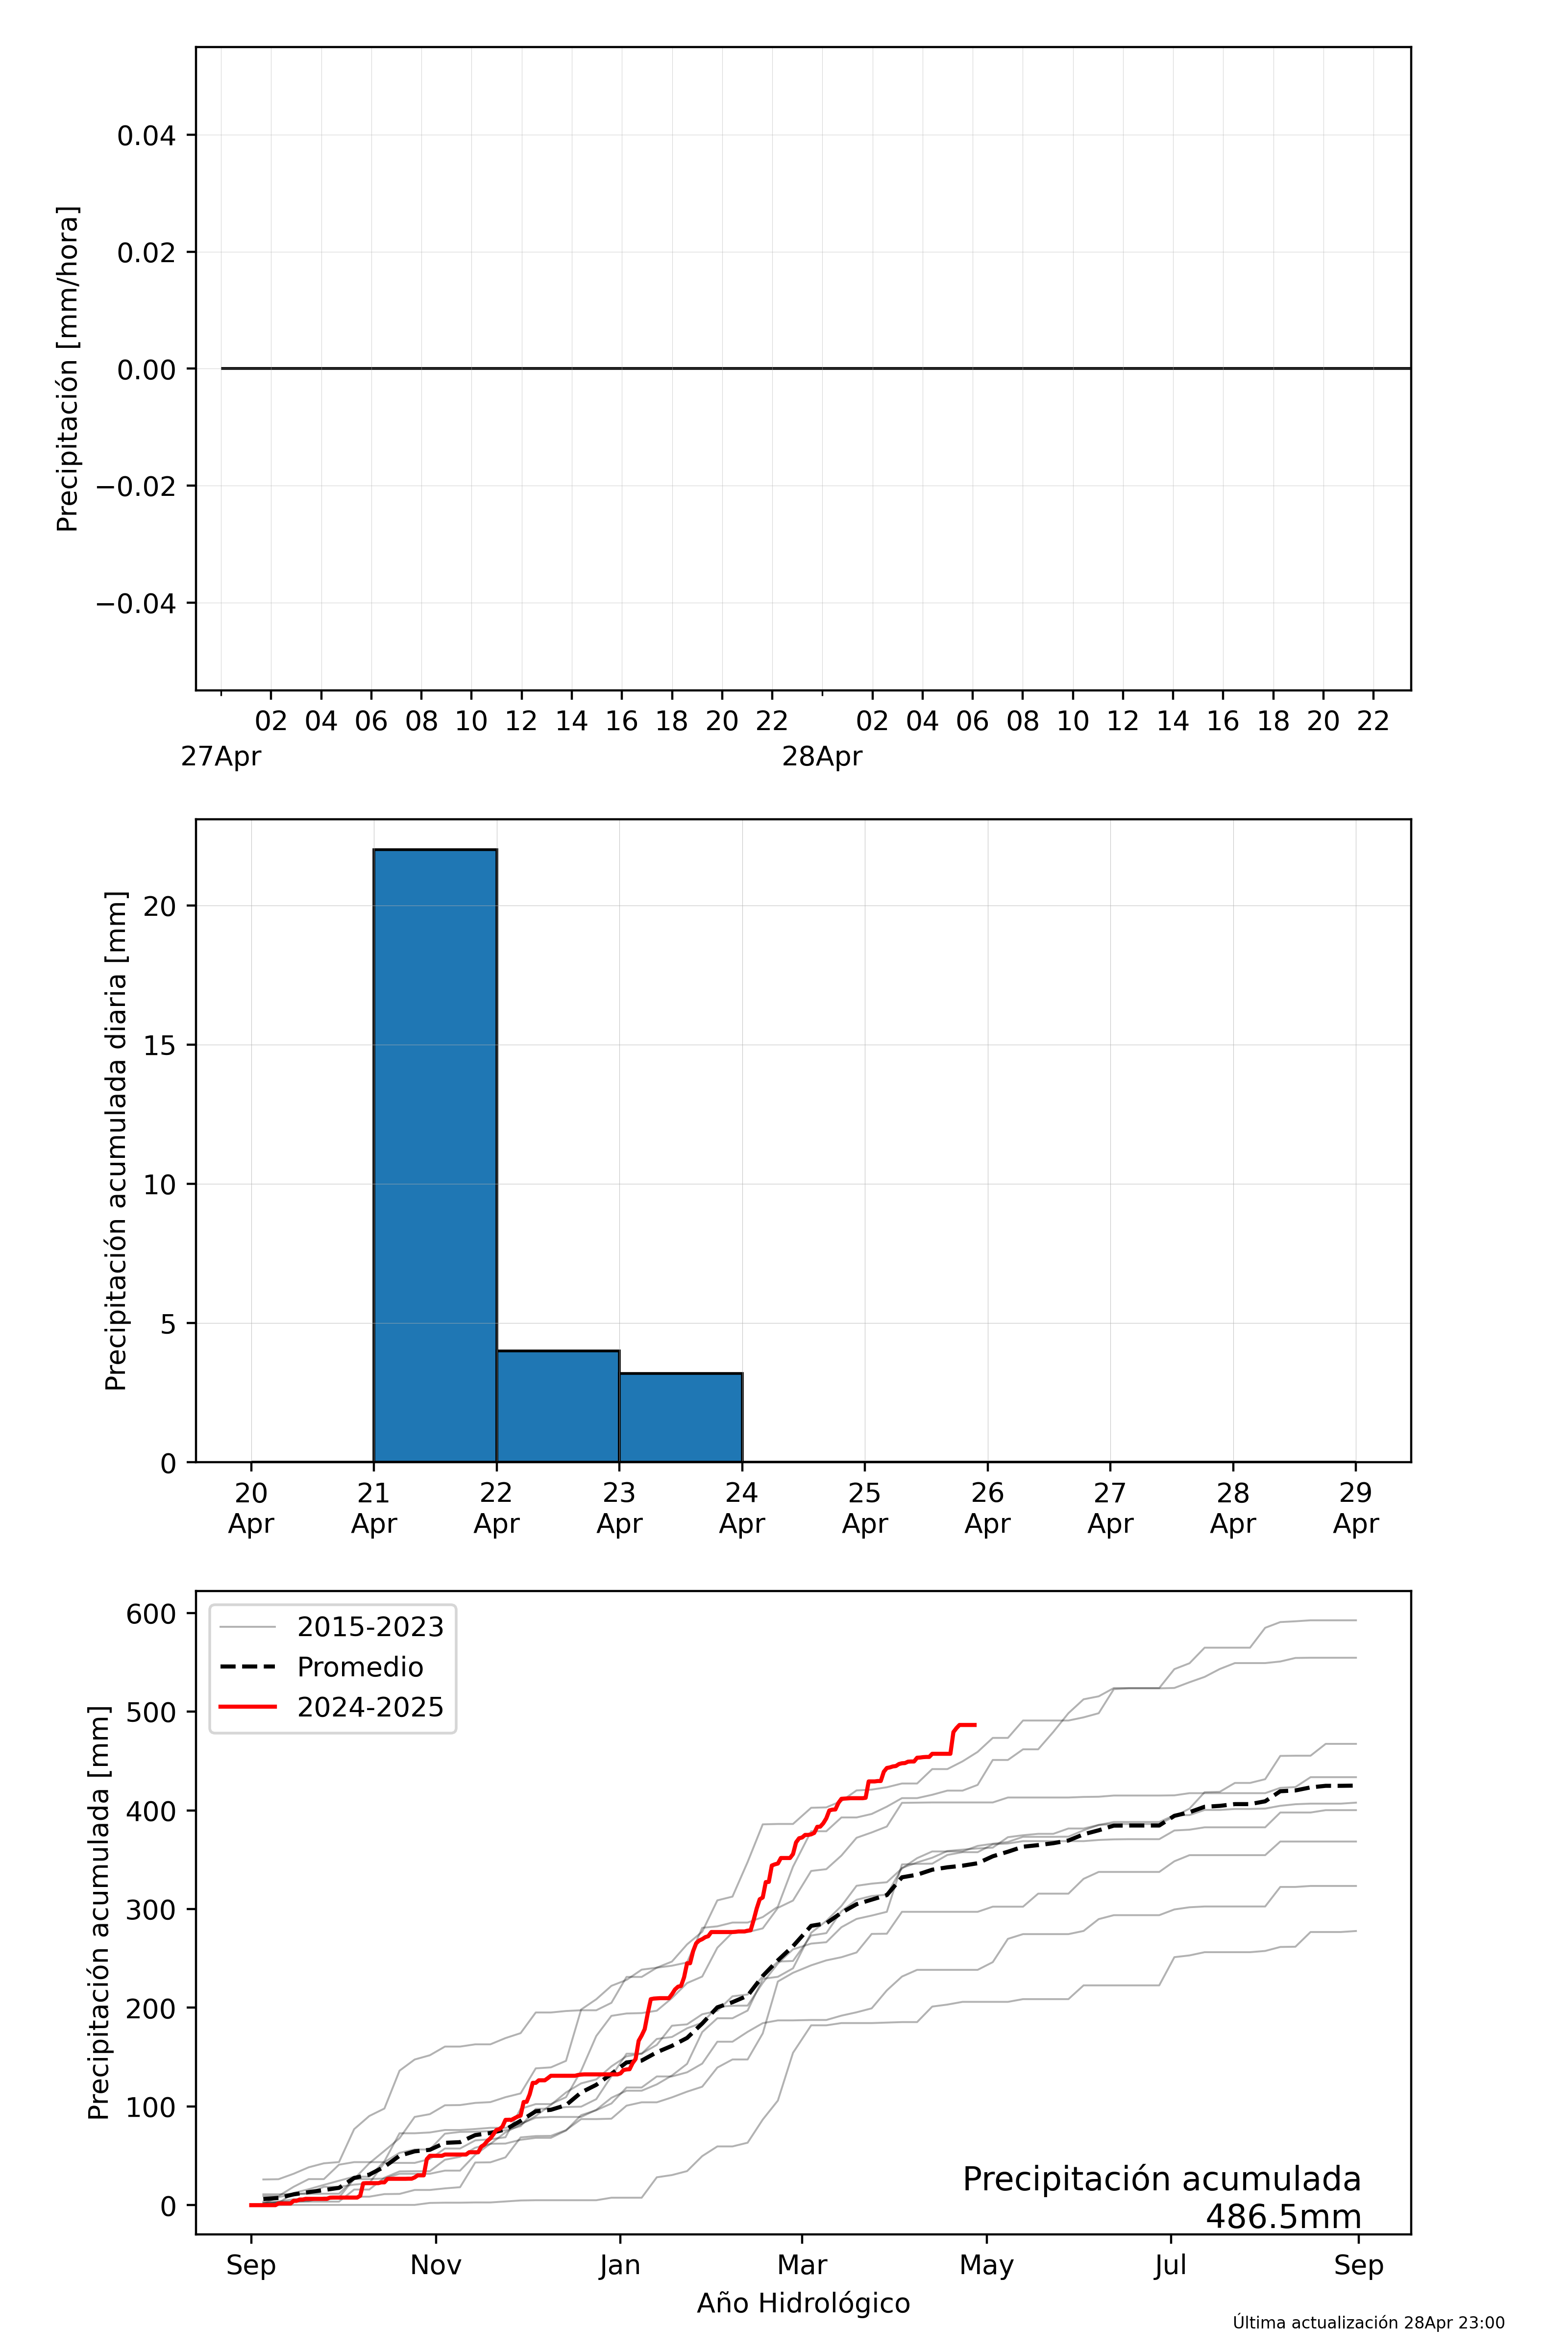 Precipitación [mm/hora]
0.04
0.02
0.00
−0.02
−0.04
02 04 06 08 10 12 14 16 18 20 22 02 04 06 08 10 12 14 16 18 20 22
27Apr 28Apr
Precipitación acumulada diaria [mm]
20
15
10
5
0
20 21 22 23 24 25 26 27 28 29
Apr Apr Apr Apr Apr Apr Apr Apr Apr Apr
Precipitación acumulada [mm]
600
500
400
300
200
100
0
2015-2023
Promedio
2024-2025
Precipitación acumulada
486.5mm
Sep Nov Jan Mar May Jul Sep
Año Hidrológico
Última actualización 28Apr 23:00